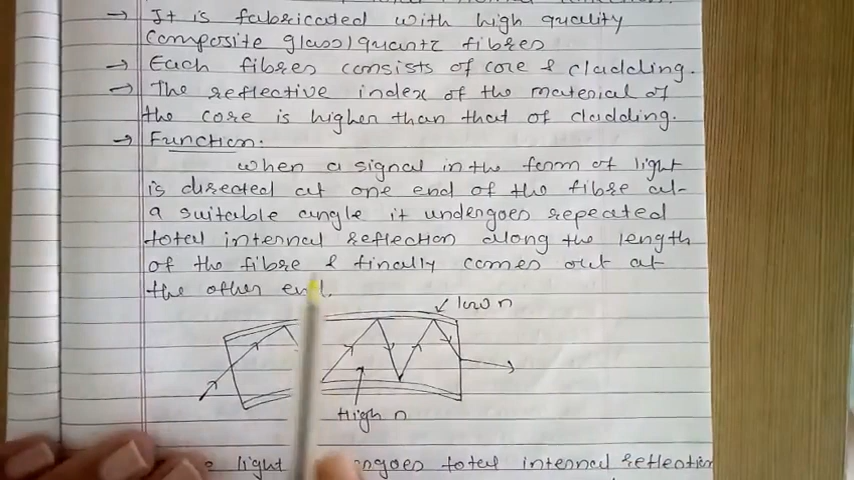 → It is fabricated with high quality
composite glass/quartz fibres
→ Each fibres consists of core & cladding.
→ The reflective index of the material of
the core is higher than that of cladding.
→ Function.
when a signal in the form of light
is directed at one end of the fibre at
a suitable angle it undergoes repeated
total internal reflection along the length
of the fibre & finally comes out at
the other end.
low n
High n
light total internal reflection